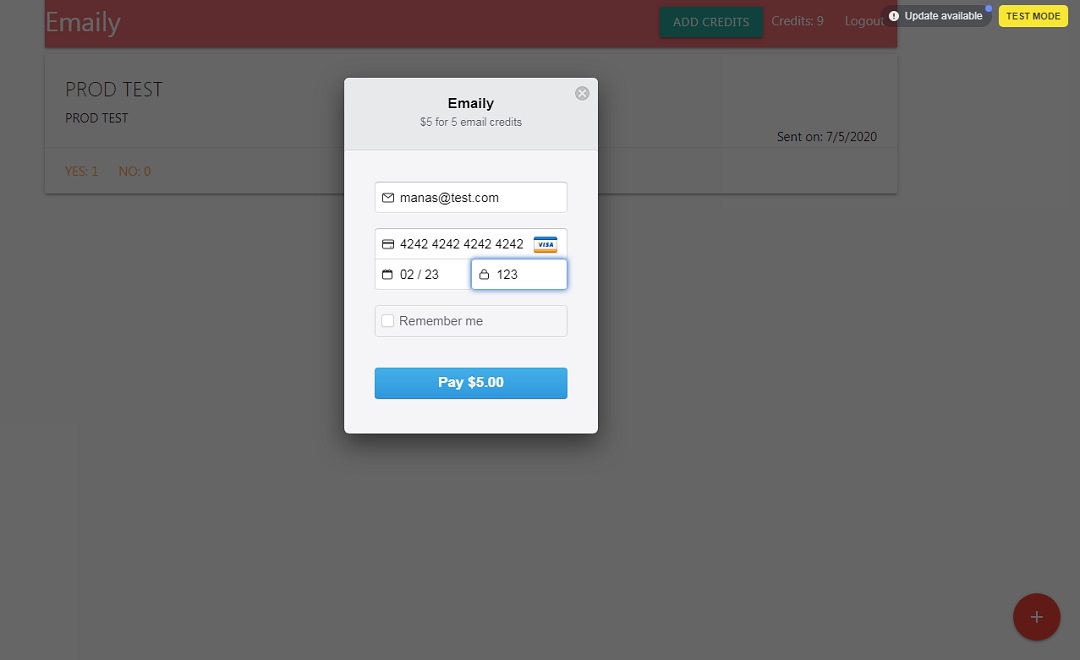 Emaily
ADD CREDITS
Credits: 9
Logout
Update available
TEST MODE
PROD TEST
PROD TEST
Sent on: 7/5/2020
YES: 1
NO: 0
Emaily
$5 for 5 email credits
manas@test.com
4242 4242 4242 4242 VISA
02 / 23
123
Remember me
Pay $5.00
+